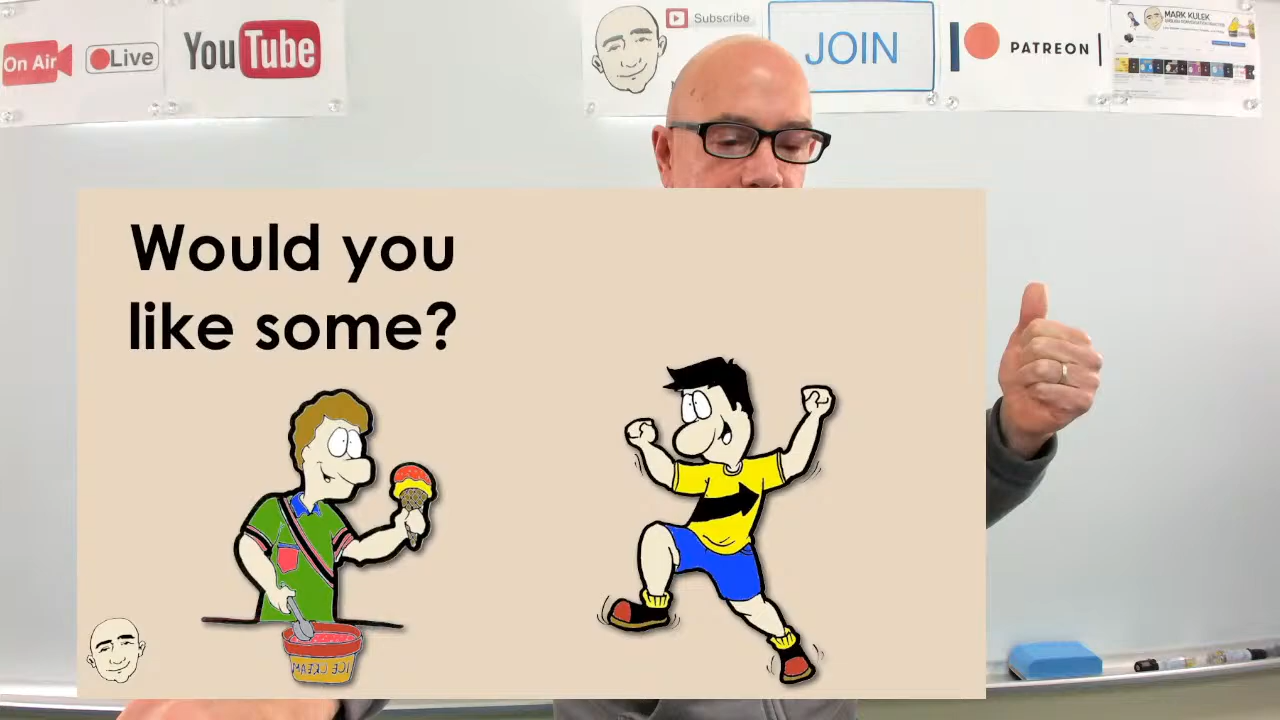 On Air
Live
YouTube
Subscribe
JOIN
PATREON
MARK KULEK
Would you
like some?
ICE CREAM